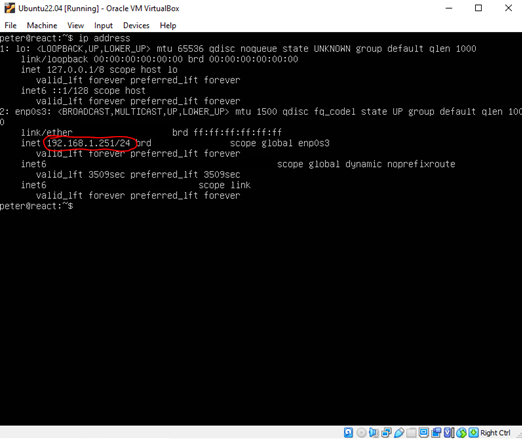 Ubuntu22.04 [Running] - Oracle VM VirtualBox
File Machine View Input Devices Help
peter@react:~$ ip address
1: lo: <LOOPBACK,UP,LOWER_UP> mtu 65536 qdisc noqueue state UNKNOWN group default qlen 1000
link/loopback 00:00:00:00:00:00 brd 00:00:00:00:00:00
inet 127.0.0.1/8 scope host lo
valid_lft forever preferred_lft forever
inet6 ::1/128 scope host
valid_lft forever preferred_lft forever
2: enp0s3: <BROADCAST,MULTICAST,UP,LOWER_UP> mtu 1500 qdisc fq_codel state UP group default qlen 100
0
link/ether brd ff:ff:ff:ff:ff:ff
inet 192.168.1.251/24 brd scope global enp0s3
valid_lft forever preferred_lft forever
inet6 scope global dynamic noprefixroute
valid_lft 3509sec preferred_lft 3509sec
inet6 scope link
valid_lft forever preferred_lft forever
peter@react:~$
Right Ctrl